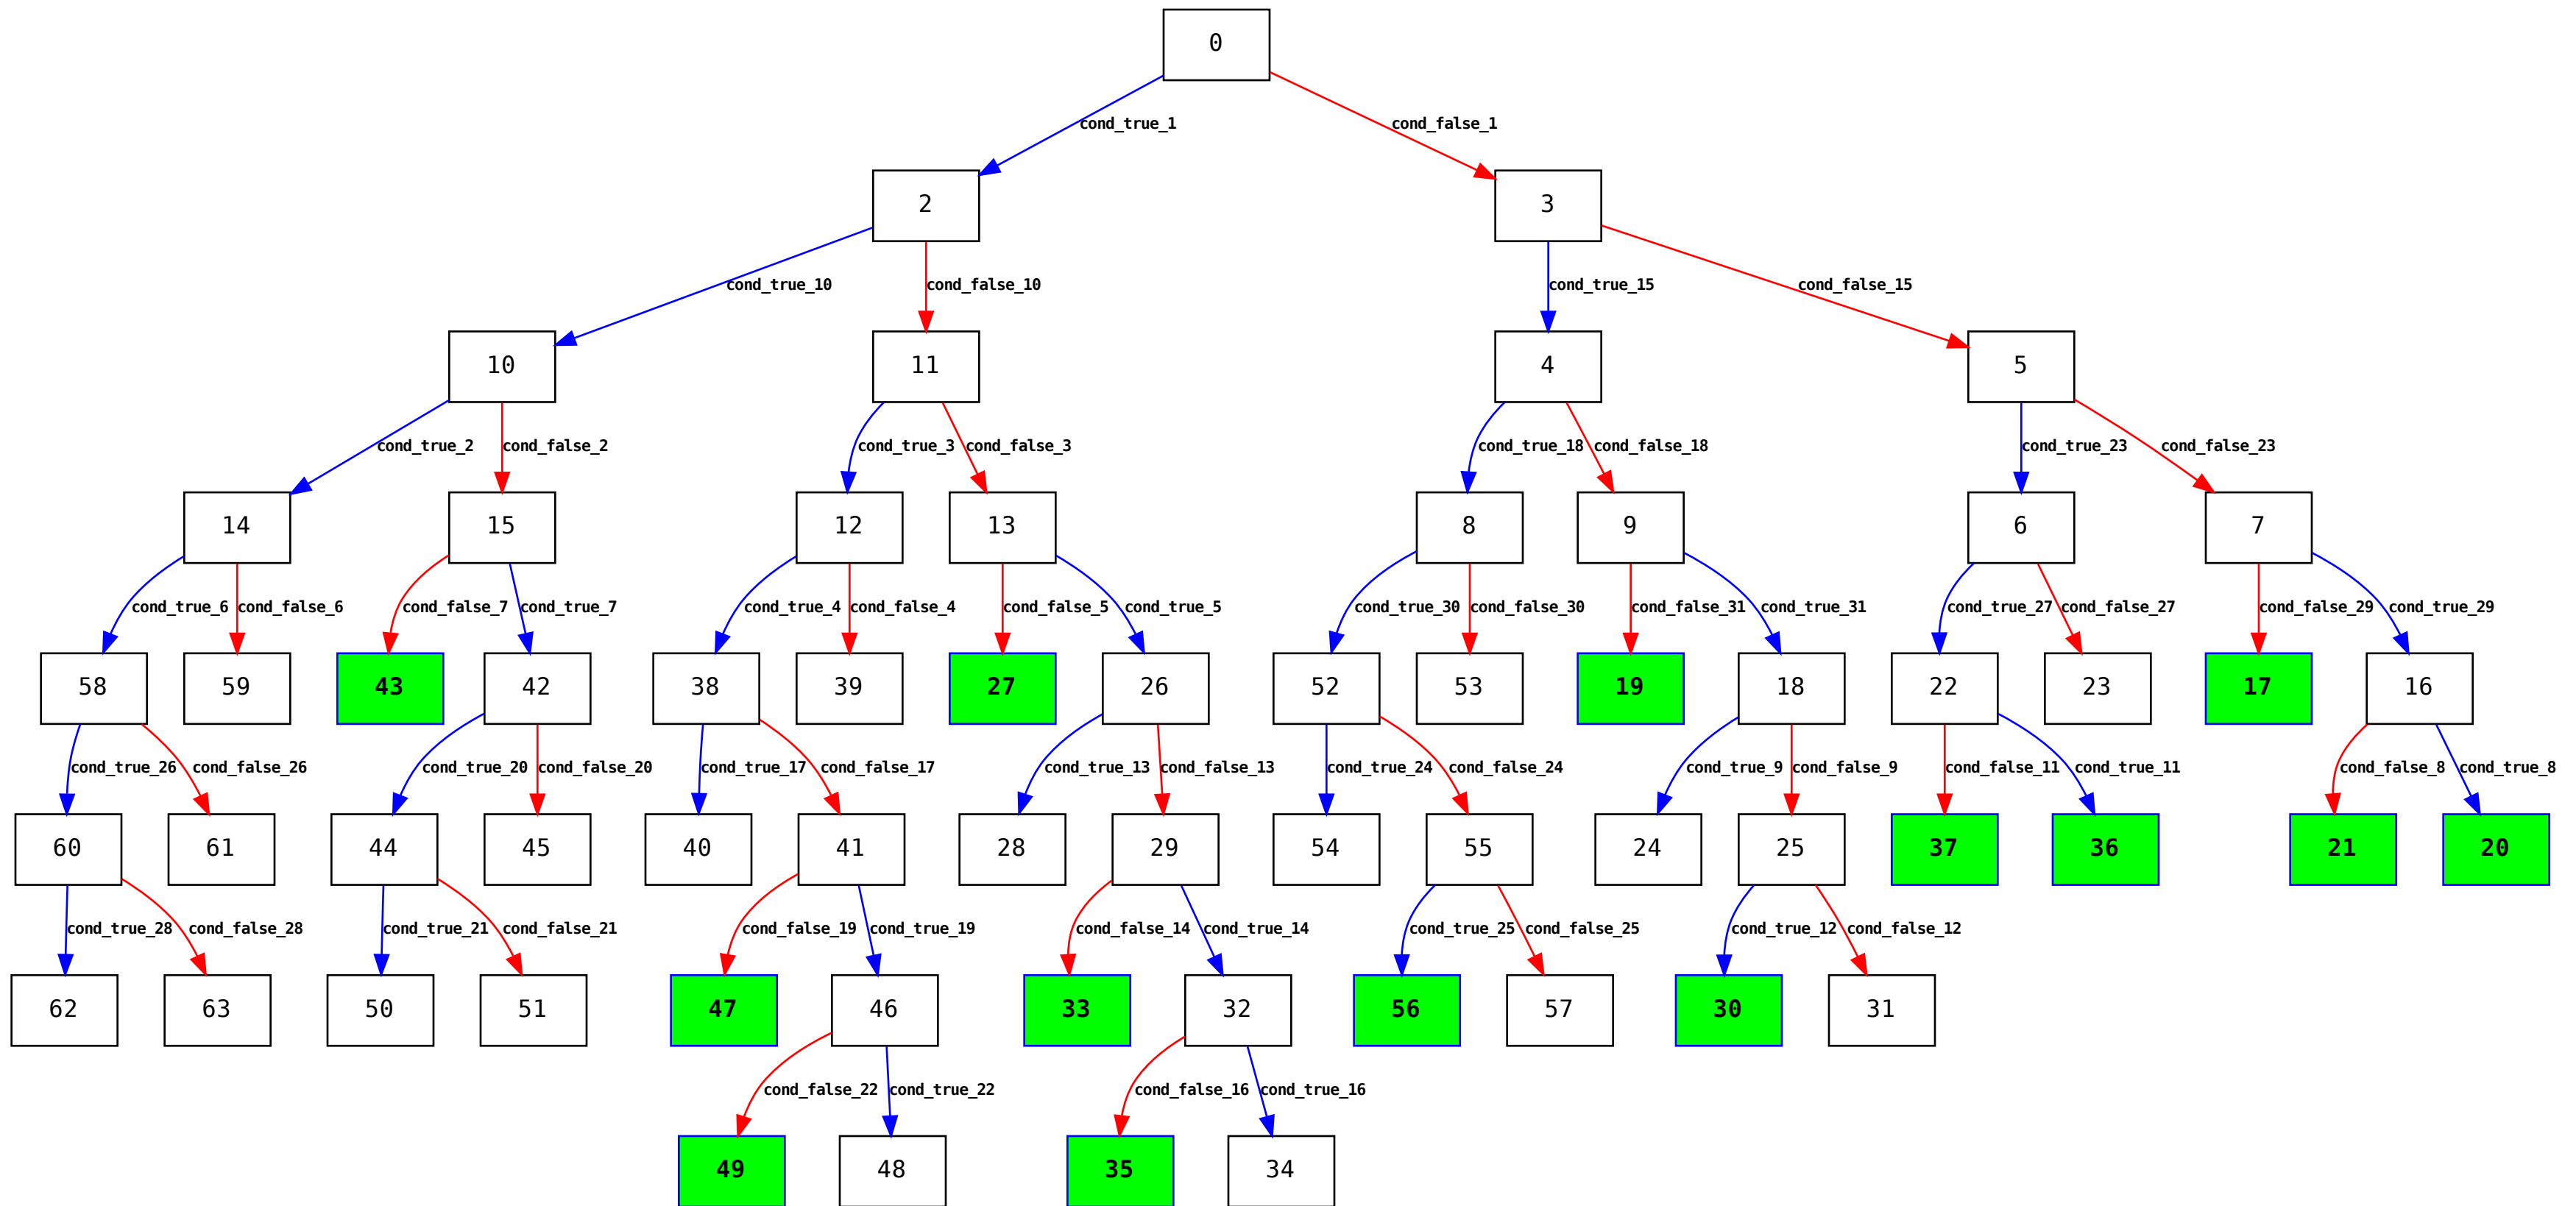 0
cond_true_1 cond_false_1
2 3
cond_true_10 cond_false_10 cond_true_15 cond_false_15
10 11 4 5
cond_true_2 cond_false_2 cond_true_3 cond_false_3 cond_true_18 cond_false_18 cond_true_23 cond_false_23
14 15 12 13 8 9 6 7
cond_true_6 cond_false_6 cond_false_7 cond_true_7 cond_true_4 cond_false_4 cond_false_5 cond_true_5 cond_true_30 cond_false_30 cond_false_31 cond_true_31 cond_true_27 cond_false_27 cond_false_29 cond_true_29
58 59 43 42 38 39 27 26 52 53 19 18 22 23 17 16
cond_true_26 cond_false_26 cond_true_20 cond_false_20 cond_true_17 cond_false_17 cond_true_13 cond_false_13 cond_true_24 cond_false_24 cond_true_9 cond_false_9 cond_false_11 cond_true_11 cond_false_8 cond_true_8
60 61 44 45 40 41 28 29 54 55 24 25 37 36 21 20
cond_true_28 cond_false_28 cond_true_21 cond_false_21 cond_false_19 cond_true_19 cond_false_14 cond_true_14 cond_true_25 cond_false_25 cond_true_12 cond_false_12
62 63 50 51 47 46 33 32 56 57 30 31
cond_false_22 cond_true_22 cond_false_16 cond_true_16
49 48 35 34